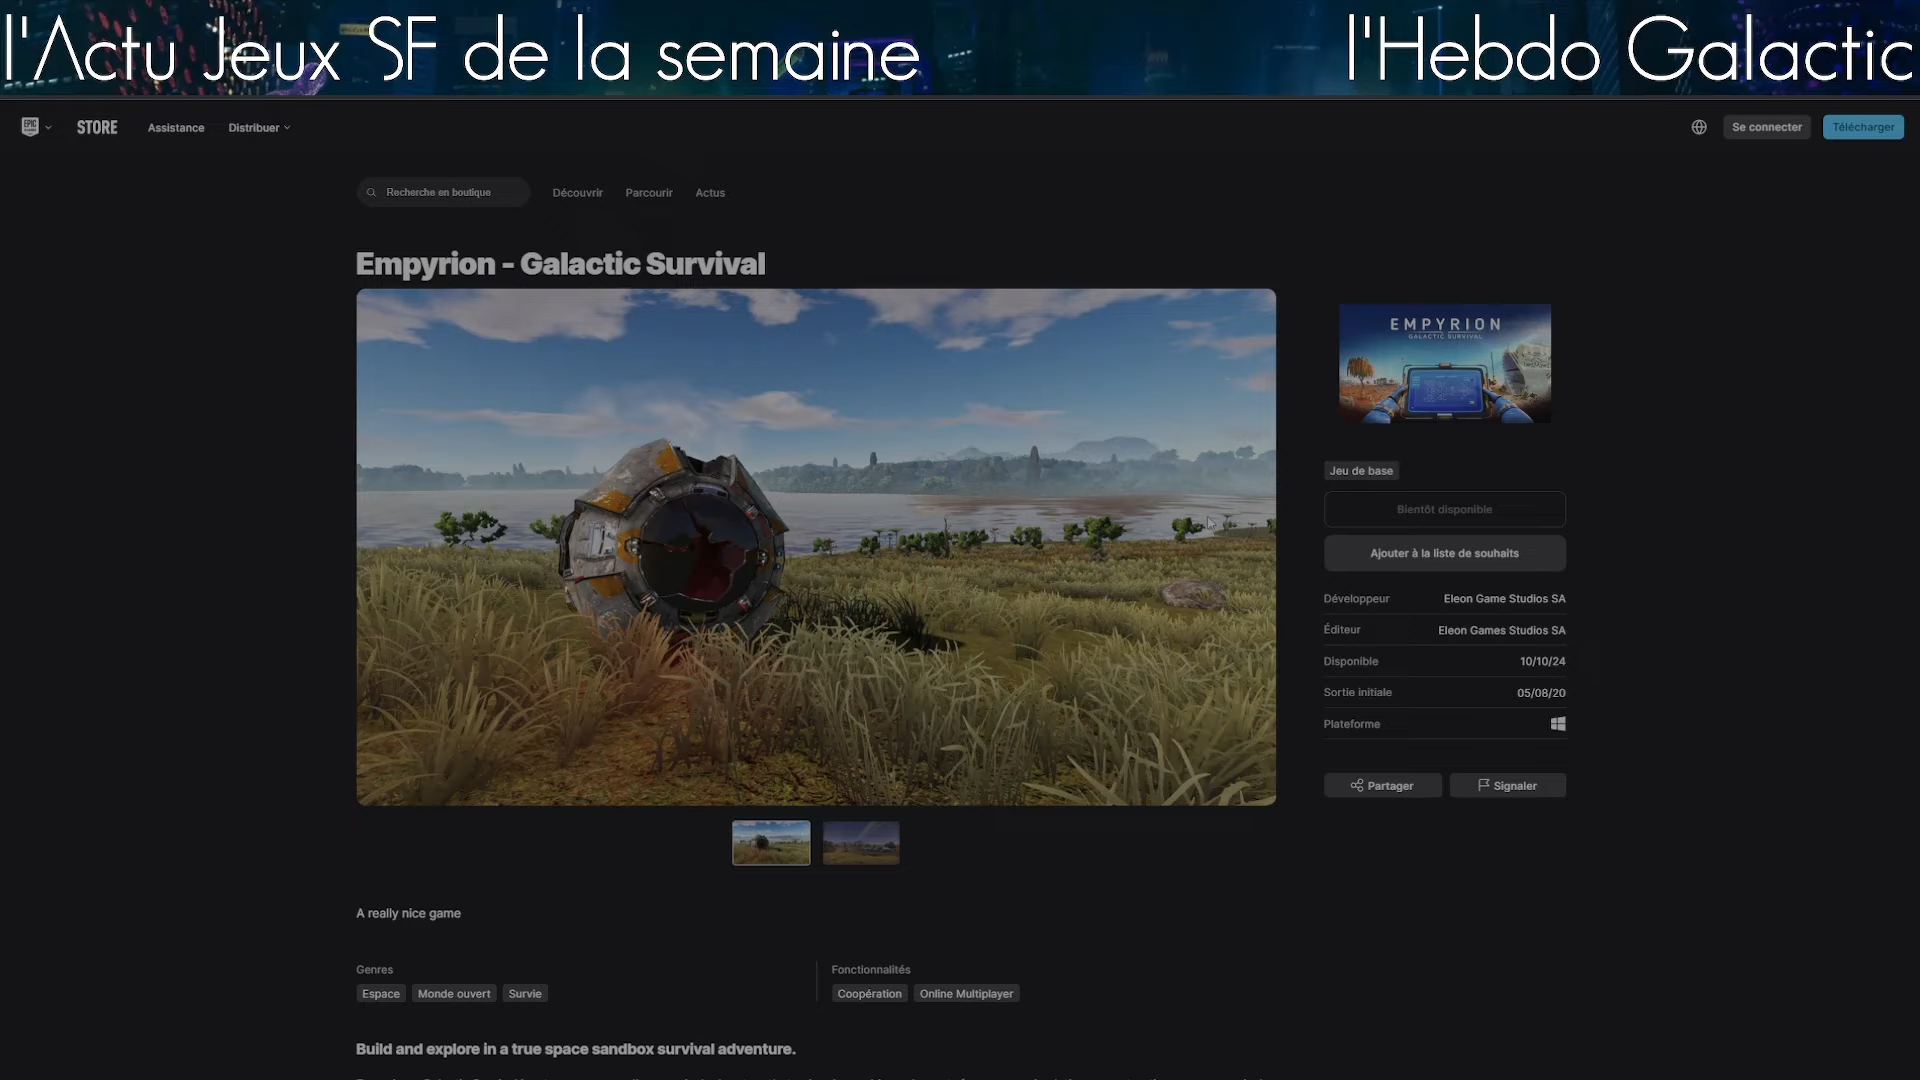 l'Actu Jeux SF de la semaine
l'Hebdo Galactic
EPIC GAMES
STORE
Assistance
Distribuer
Se connecter
Télécharger
Recherche en boutique
Découvrir
Parcourir
Actus
Empyrion - Galactic Survival
EMPYRION
GALACTIC SURVIVAL
Jeu de base
Bientôt disponible
Ajouter à la liste de souhaits
Développeur Eleon Game Studios SA
Éditeur Eleon Games Studios SA
Disponible 10/10/24
Sortie initiale 05/08/20
Plateforme
Partager
Signaler
A really nice game
Genres
Espace
Monde ouvert
Survie
Fonctionnalités
Coopération
Online Multiplayer
Build and explore in a true space sandbox survival adventure.